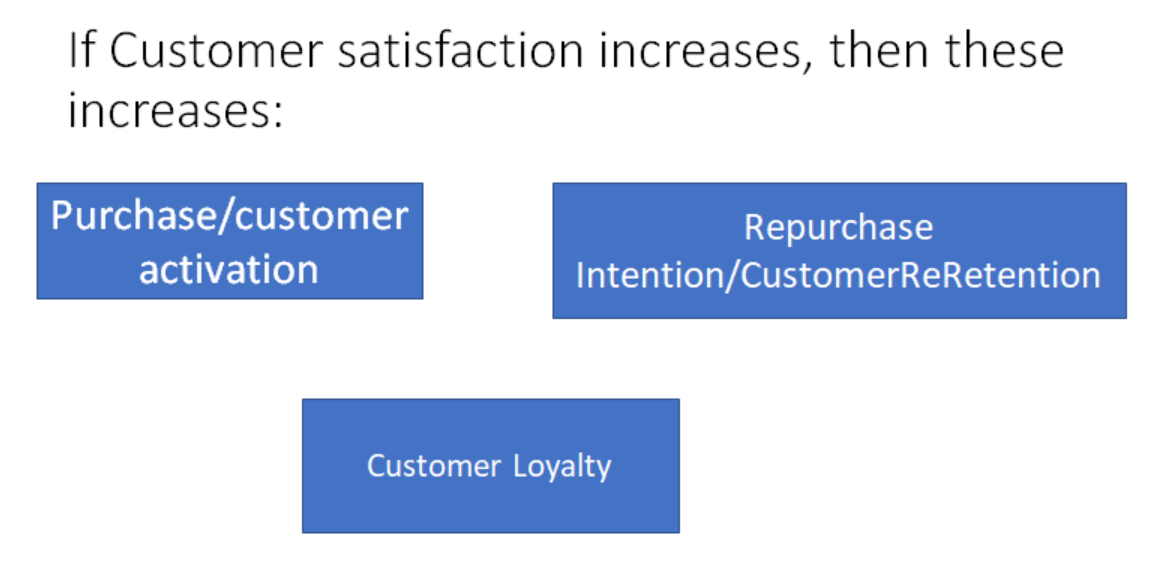 If Customer satisfaction increases, then these
increases:
Purchase/customer
activation
Repurchase
Intention/CustomerReRetention
Customer Loyalty